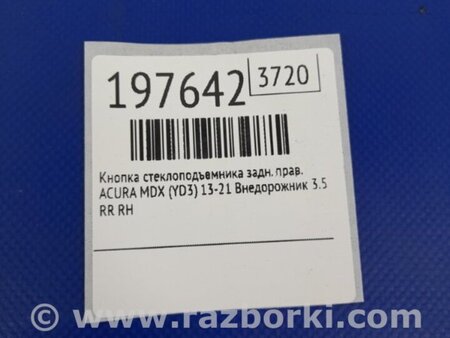 197642 3720
Кнопка стеклоподъемника задн. прав.
ACURA MDX (YD3) 13-21 Внедорожник 3.5
RR RH
© www.razborki.com